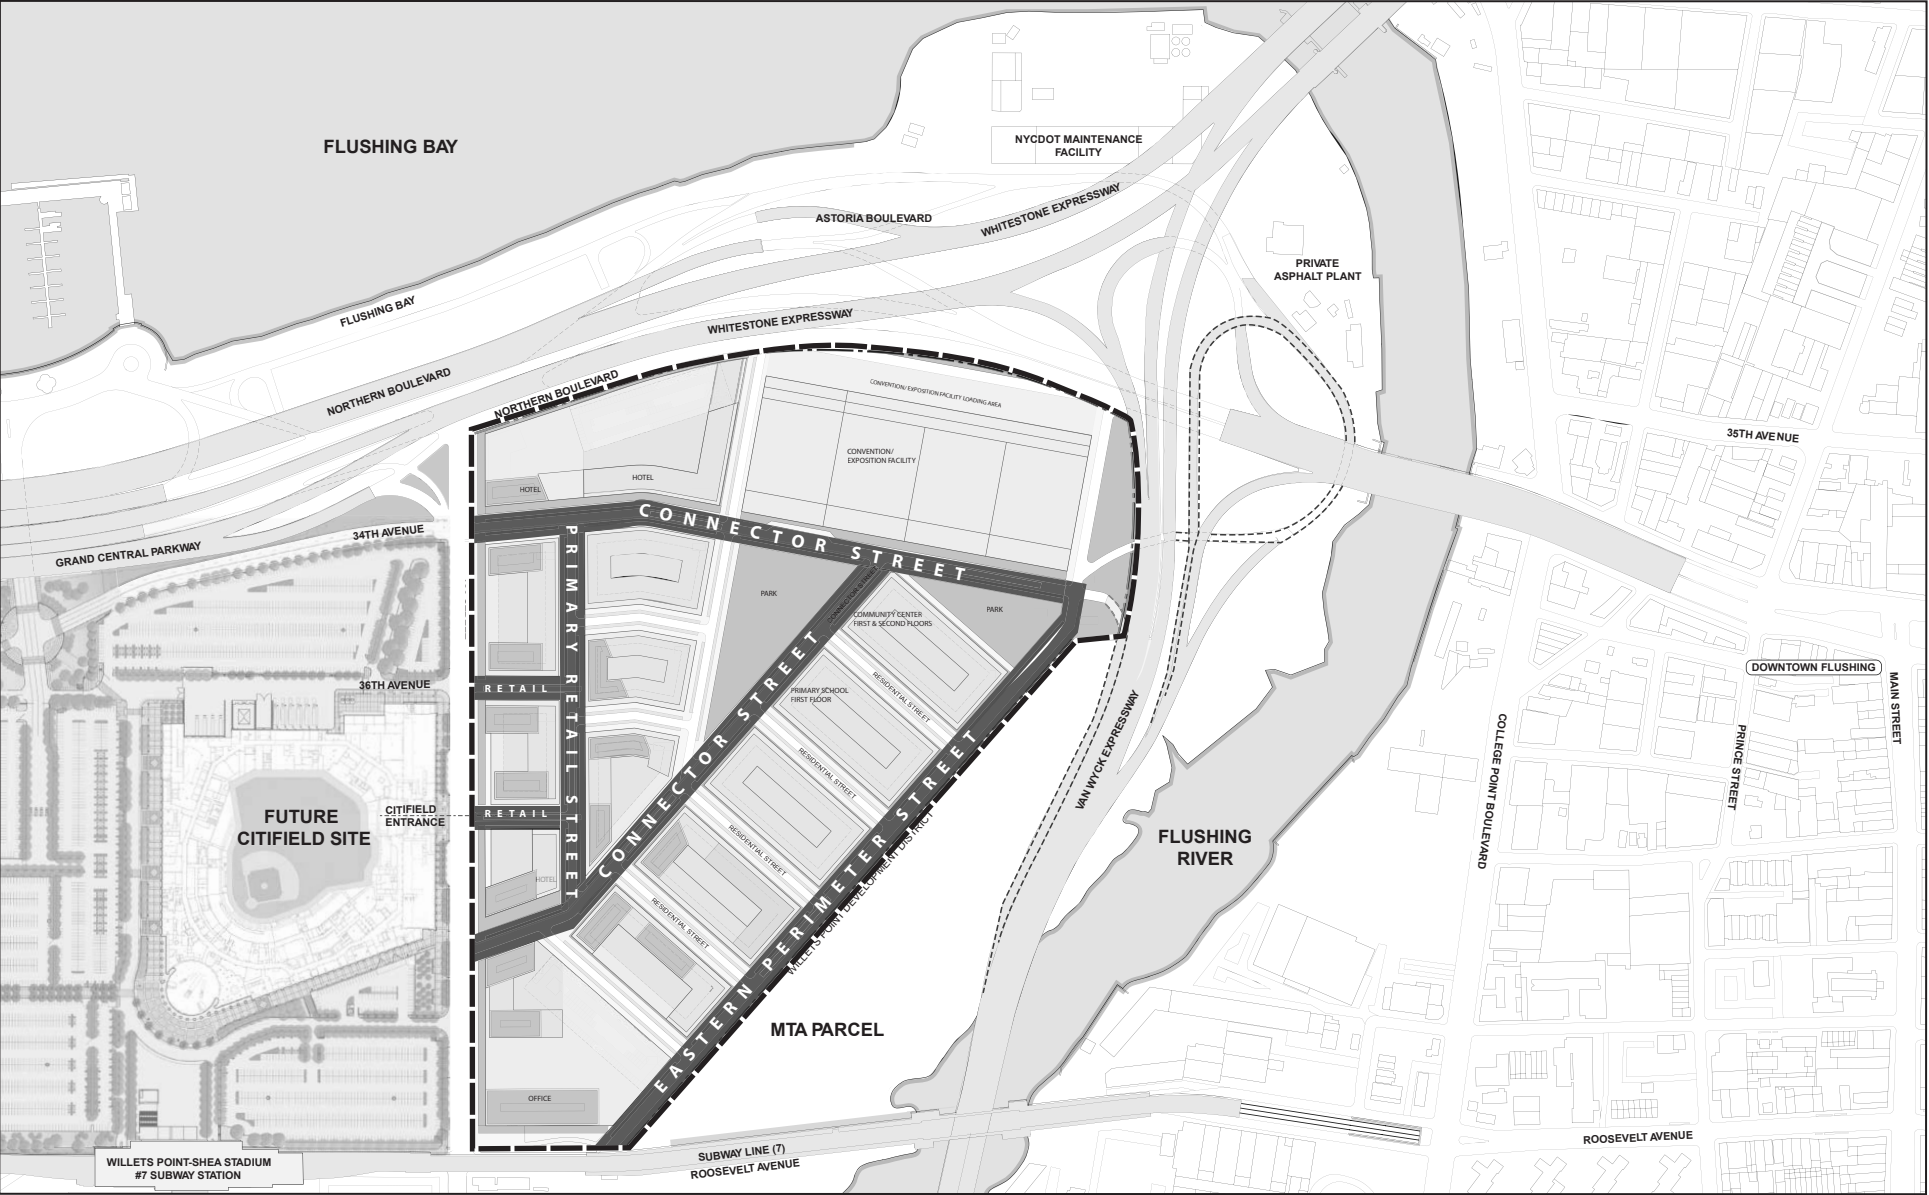 FLUSHING BAY
NYCDOT MAINTENANCE
FACILITY
ASTORIA BOULEVARD
WHITESTONE EXPRESSWAY
PRIVATE
ASPHALT PLANT
FLUSHING BAY
WHITESTONE EXPRESSWAY
NORTHERN BOULEVARD
NORTHERN BOULEVARD
CONVENTION/EXPOSITION FACILITY LOADING AREA
35TH AVENUE
CONVENTION/
EXPOSITION FACILITY
HOTEL
HOTEL
CONNECTOR STREET
34TH AVENUE
GRAND CENTRAL PARKWAY
PRIMARY RETAIL STREET
PARK
CONNECTOR STREET
COMMUNITY CENTER
FIRST & SECOND FLOORS
PARK
CONNECTOR STREET
36TH AVENUE
RETAIL
PRIMARY SCHOOL
FIRST FLOOR
RESIDENTIAL STREET
DOWNTOWN FLUSHING
MAIN STREET
PRINCE STREET
COLLEGE POINT BOULEVARD
VAN WYCK EXPRESSWAY
RESIDENTIAL STREET
FUTURE
CITIFIELD SITE
CITIFIELD
ENTRANCE
RETAIL
RESIDENTIAL STREET
FLUSHING
RIVER
HOTEL
RESIDENTIAL STREET
EASTERN PERIMETER STREET
WILLETS POINT DEVELOPMENT DISTRICT
MTA PARCEL
OFFICE
SUBWAY LINE (7)
ROOSEVELT AVENUE
ROOSEVELT AVENUE
WILLETS POINT-SHEA STADIUM
#7 SUBWAY STATION